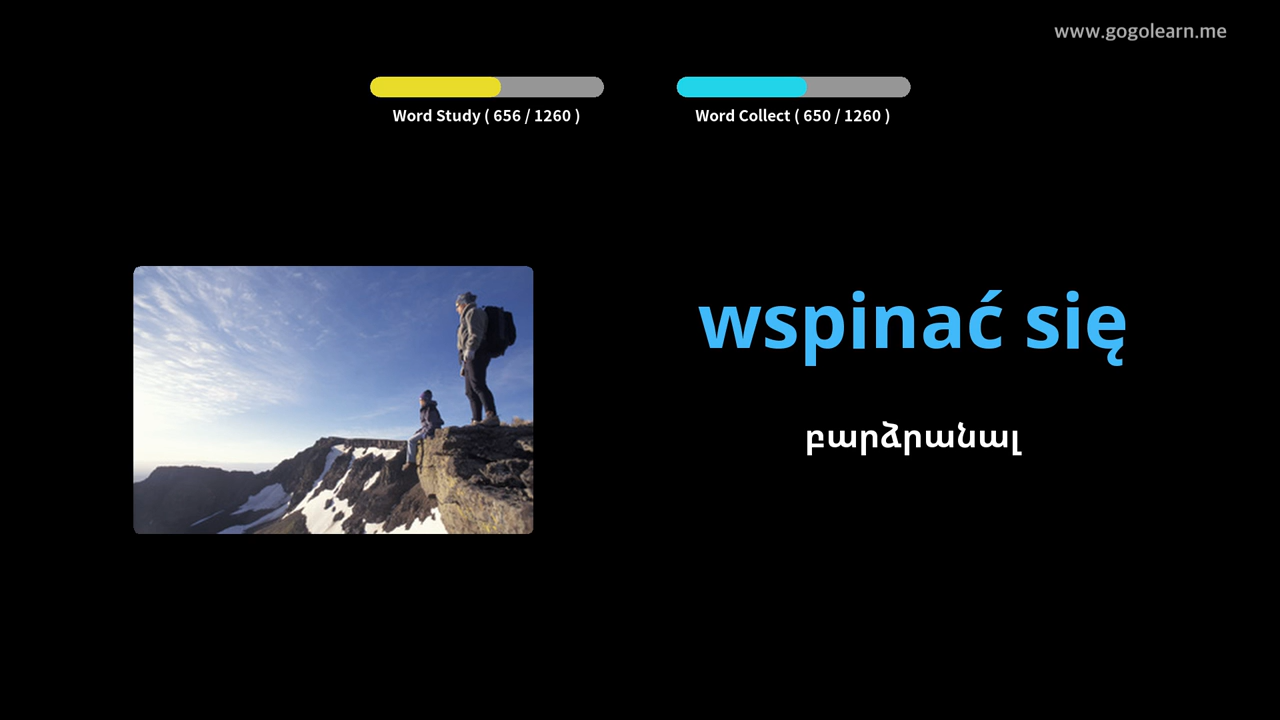 www.gogolearn.me
Word Study ( 656 / 1260 )
Word Collect ( 650 / 1260 )
wspinać się
բարձրանալ